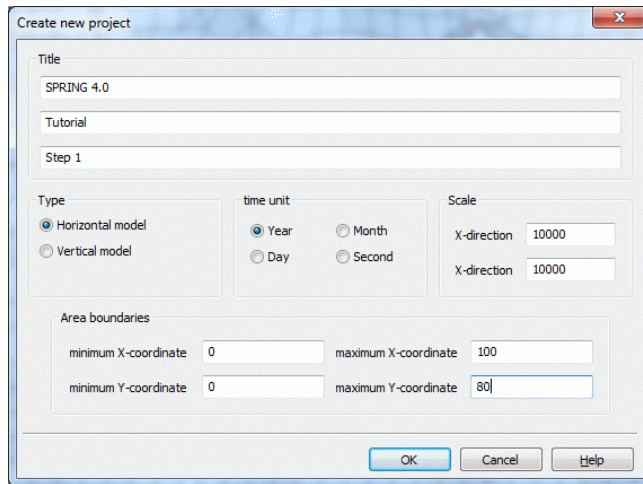 Create new project
Title
SPRING 4.0
Tutorial
Step 1
Type
Horizontal model
Vertical model
time unit
Year
Month
Day
Second
Scale
X-direction 10000
X-direction 10000
Area boundaries
minimum X-coordinate 0 maximum X-coordinate 100
minimum Y-coordinate 0 maximum Y-coordinate 80
OK Cancel Help